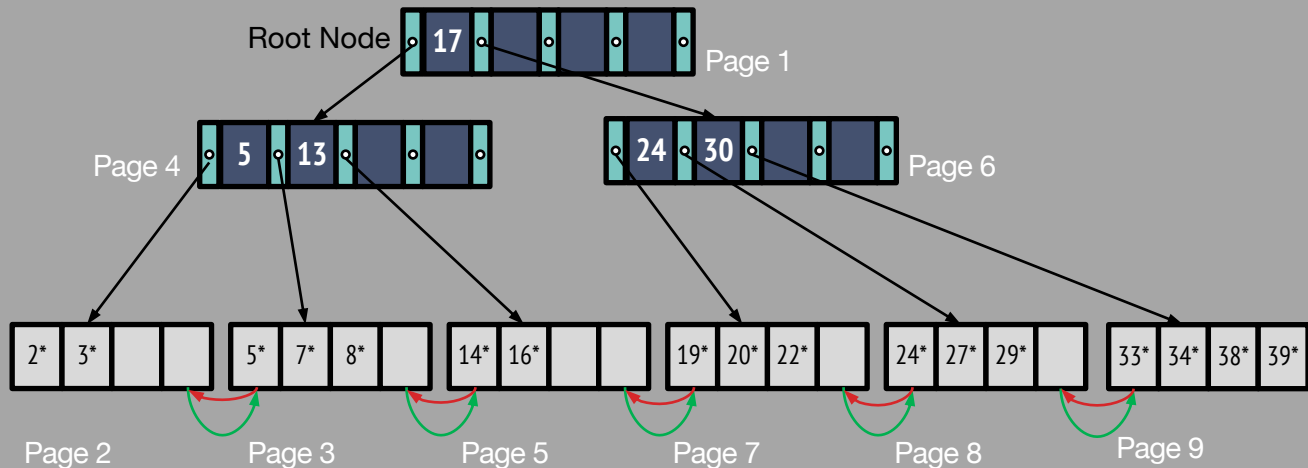 Root Node
17
Page 1
Page 4
5 13
24 30
Page 6
2* 3*
5* 7* 8*
14* 16*
19* 20* 22*
24* 27* 29*
33* 34* 38* 39*
Page 2
Page 3
Page 5
Page 7
Page 8
Page 9